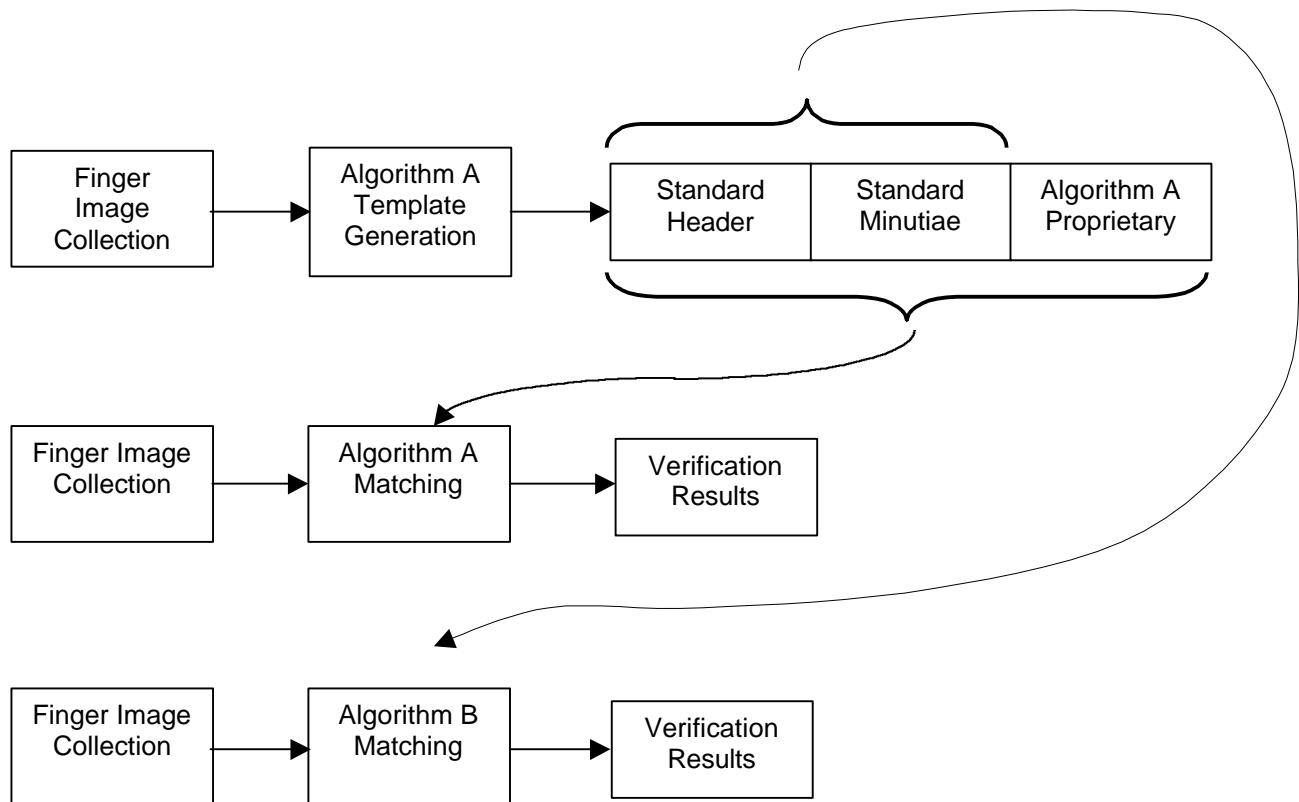 Finger
Image
Collection
Algorithm A
Template
Generation
Standard
Header
Standard
Minutiae
Algorithm A
Proprietary
Finger Image
Collection
Algorithm A
Matching
Verification
Results
Finger Image
Collection
Algorithm B
Matching
Verification
Results